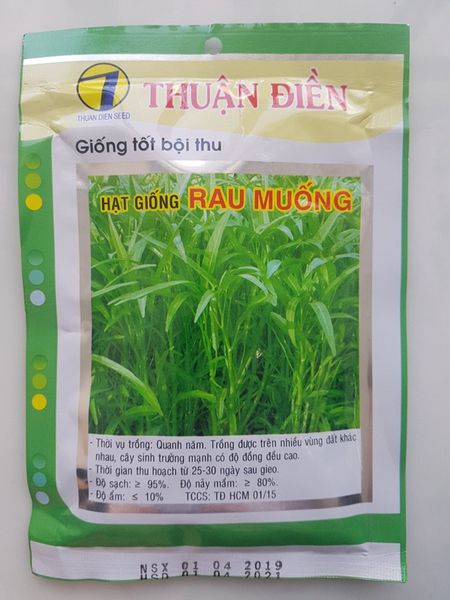 THUAN DIEN SEED
THUẬN ĐIỀN
Giống tốt bội thu
HẠT GIỐNG RAU MUỐNG
- Thời vụ trồng: Quanh năm. Trồng được trên nhiều vùng đất khác
nhau, cây sinh trưởng mạnh có độ đồng đều cao.
- Thời gian thu hoạch từ 25-30 ngày sau gieo.
- Độ sạch: ≥ 95%. Độ nảy mầm: ≥ 80%.
- Độ ẩm: ≤ 10% TCCS: TĐ HCM 01/15
NSX 01 04 2019
HSD 01 04 2021